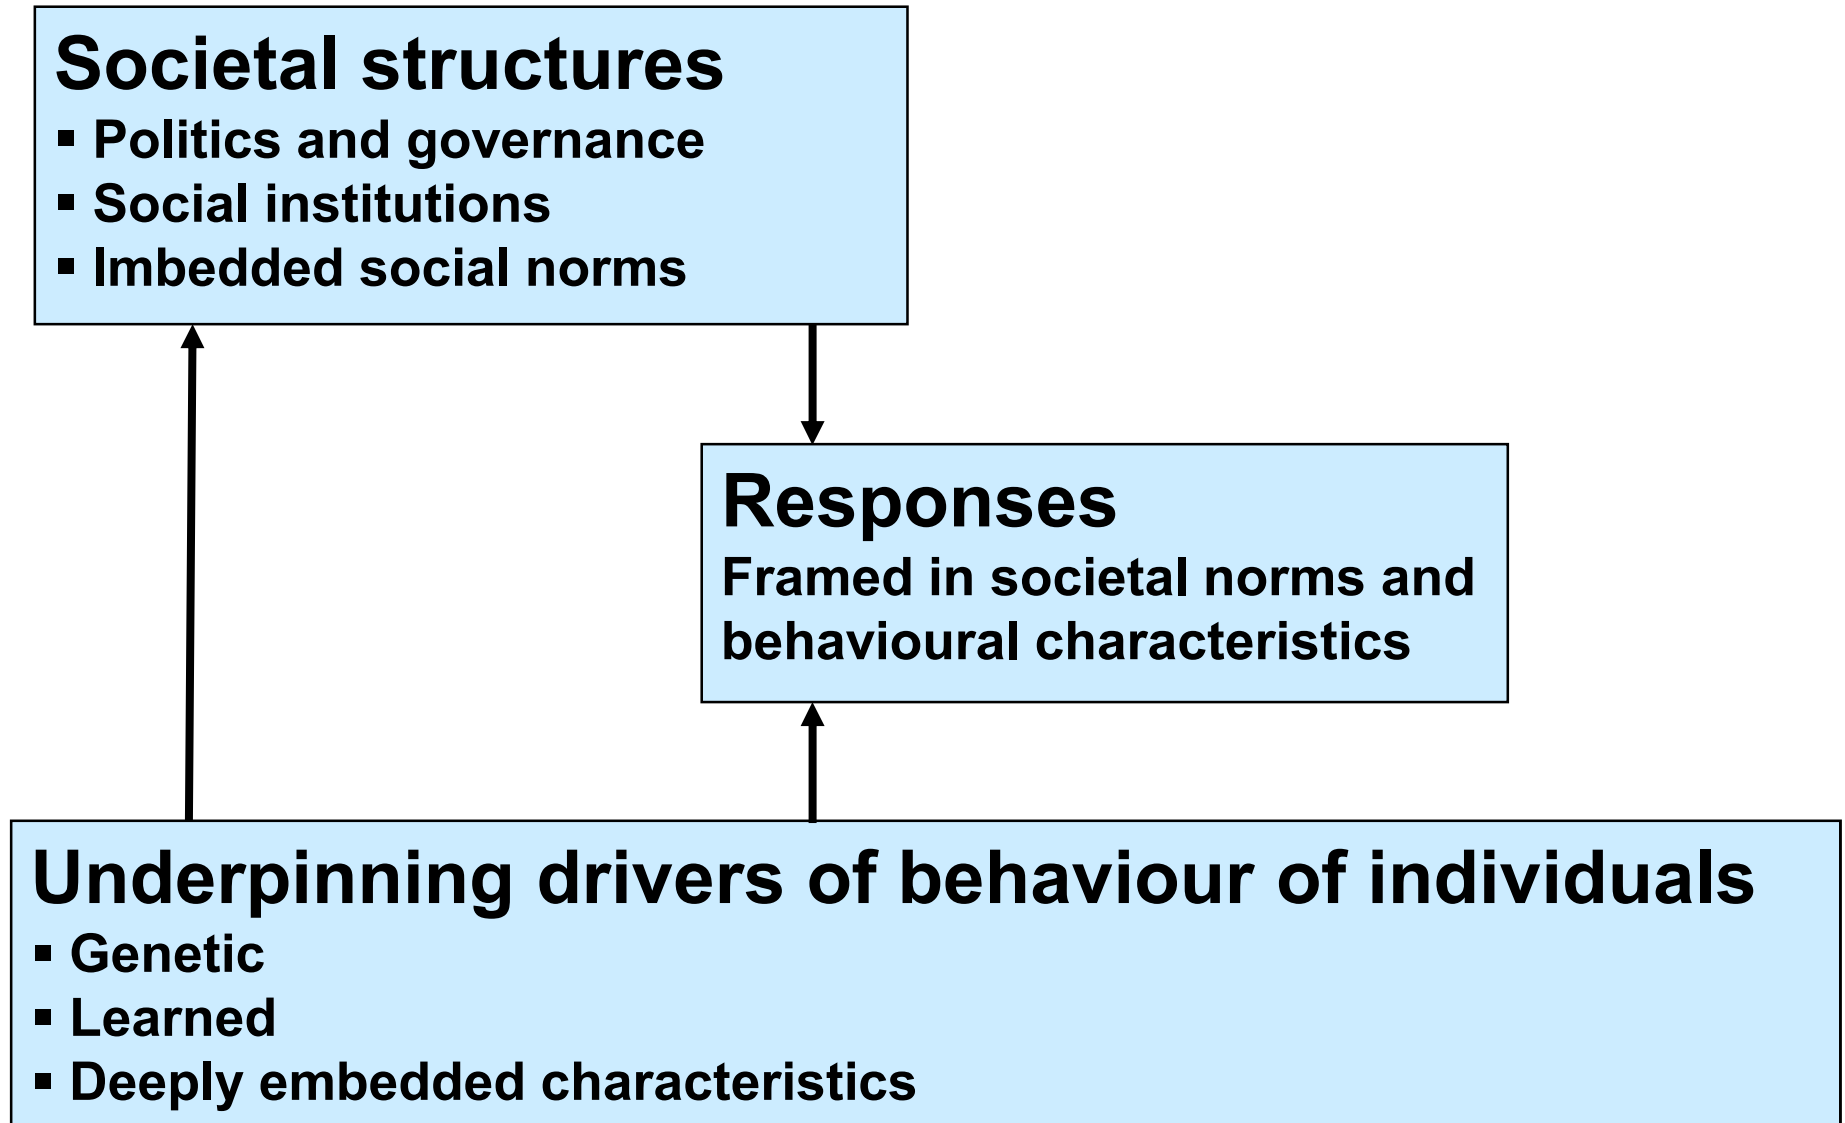 Societal structures
▪ Politics and governance
▪ Social institutions
▪ Imbedded social norms
Responses
Framed in societal norms and
behavioural characteristics
Underpinning drivers of behaviour of individuals
▪ Genetic
▪ Learned
▪ Deeply embedded characteristics